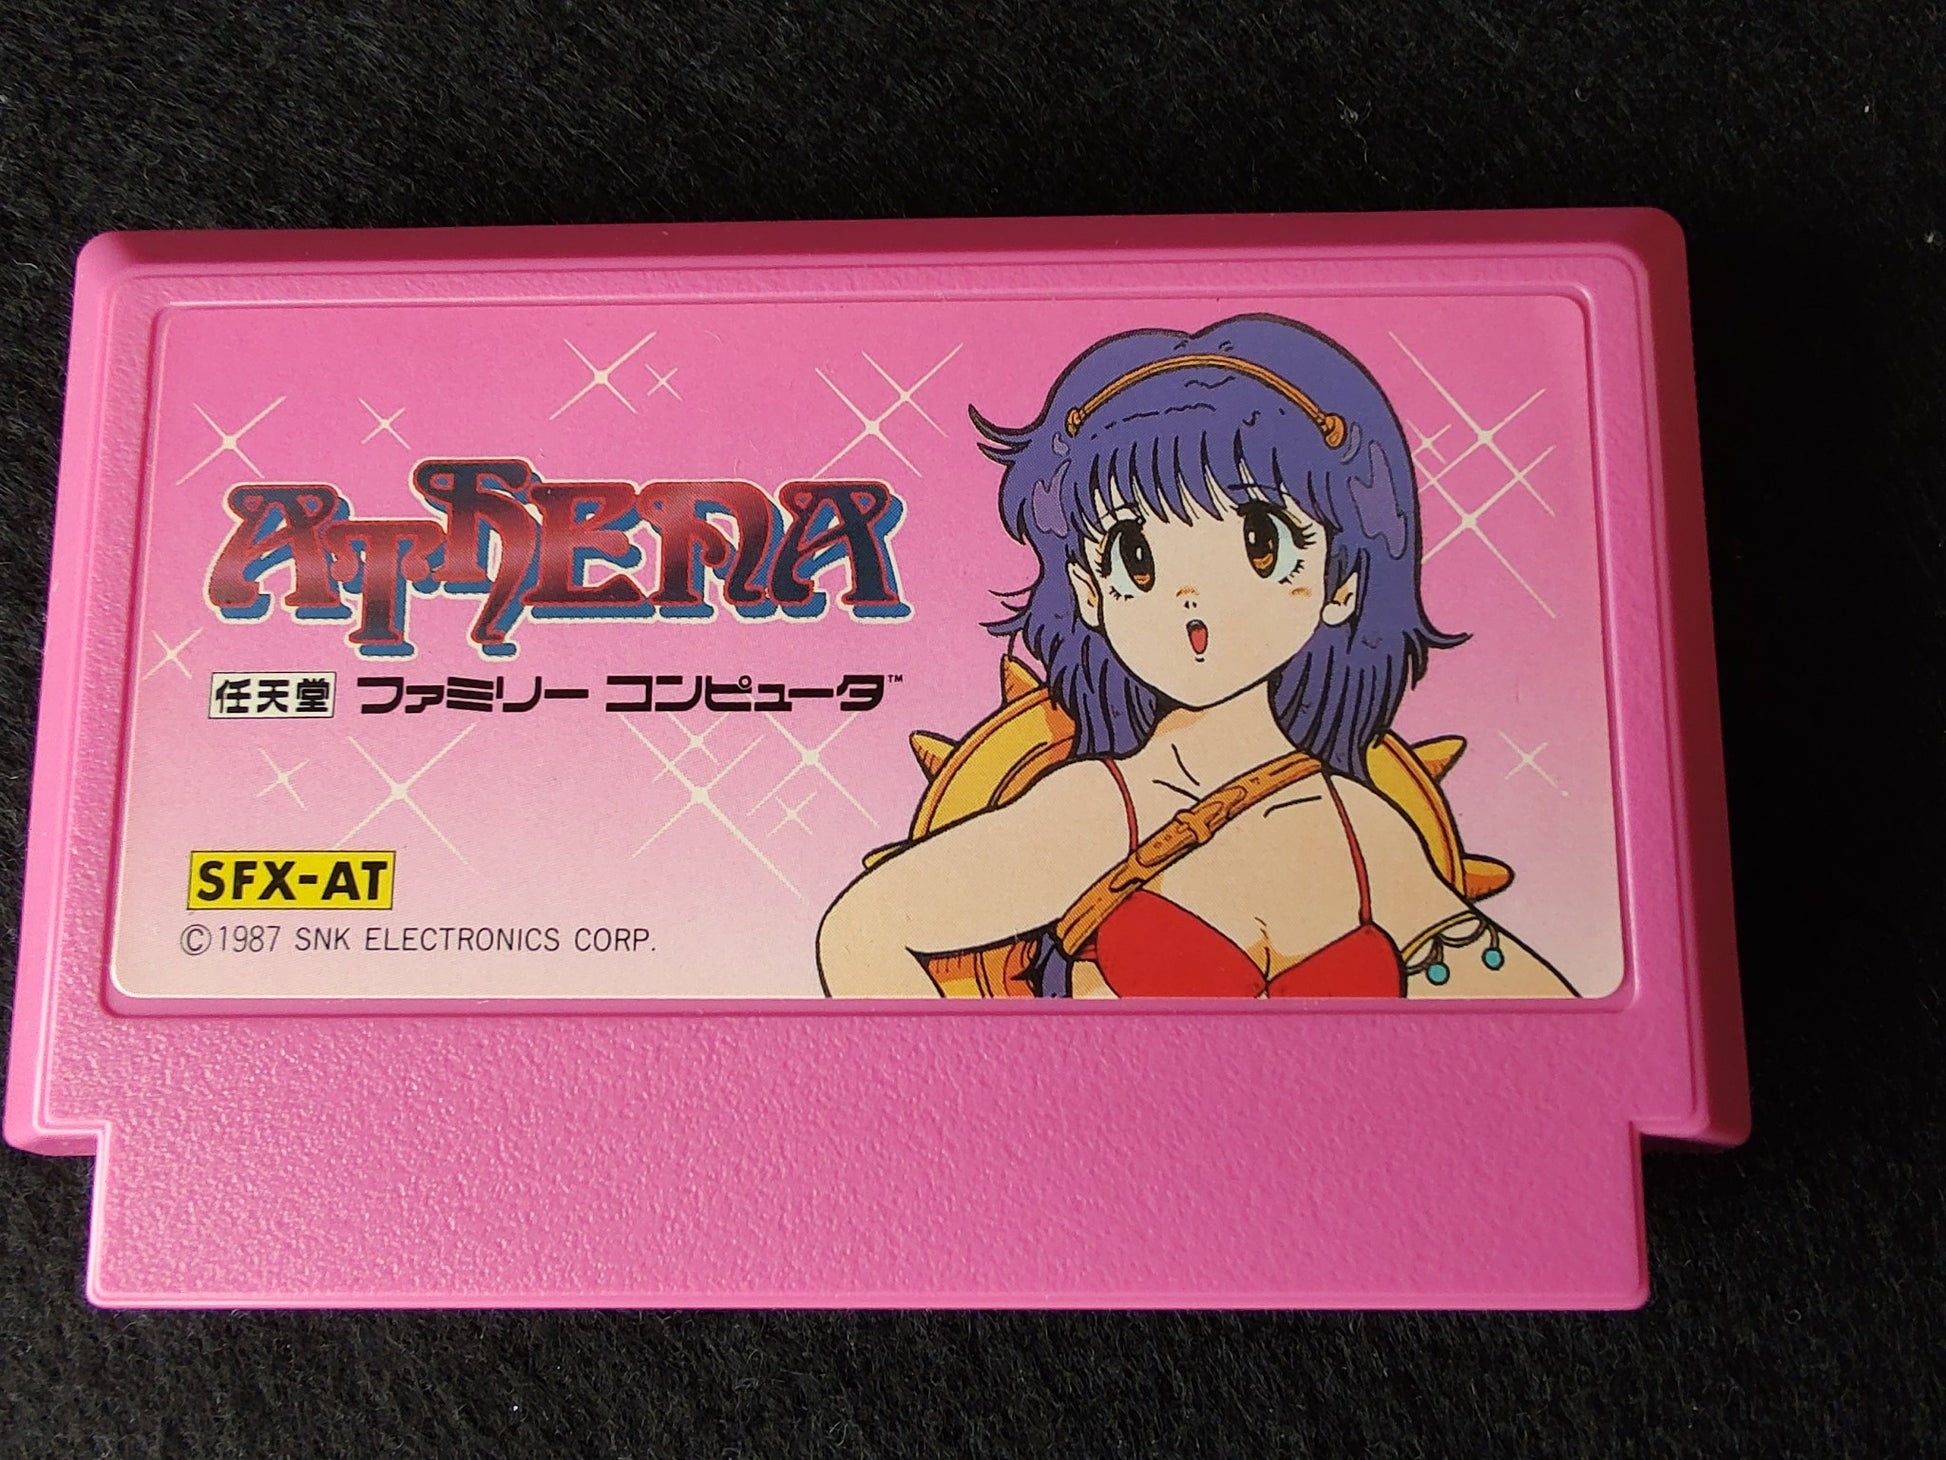 ATHENA
任天堂 ファミリー コンピュータ™
SFX-AT
©1987 SNK ELECTRONICS CORP.